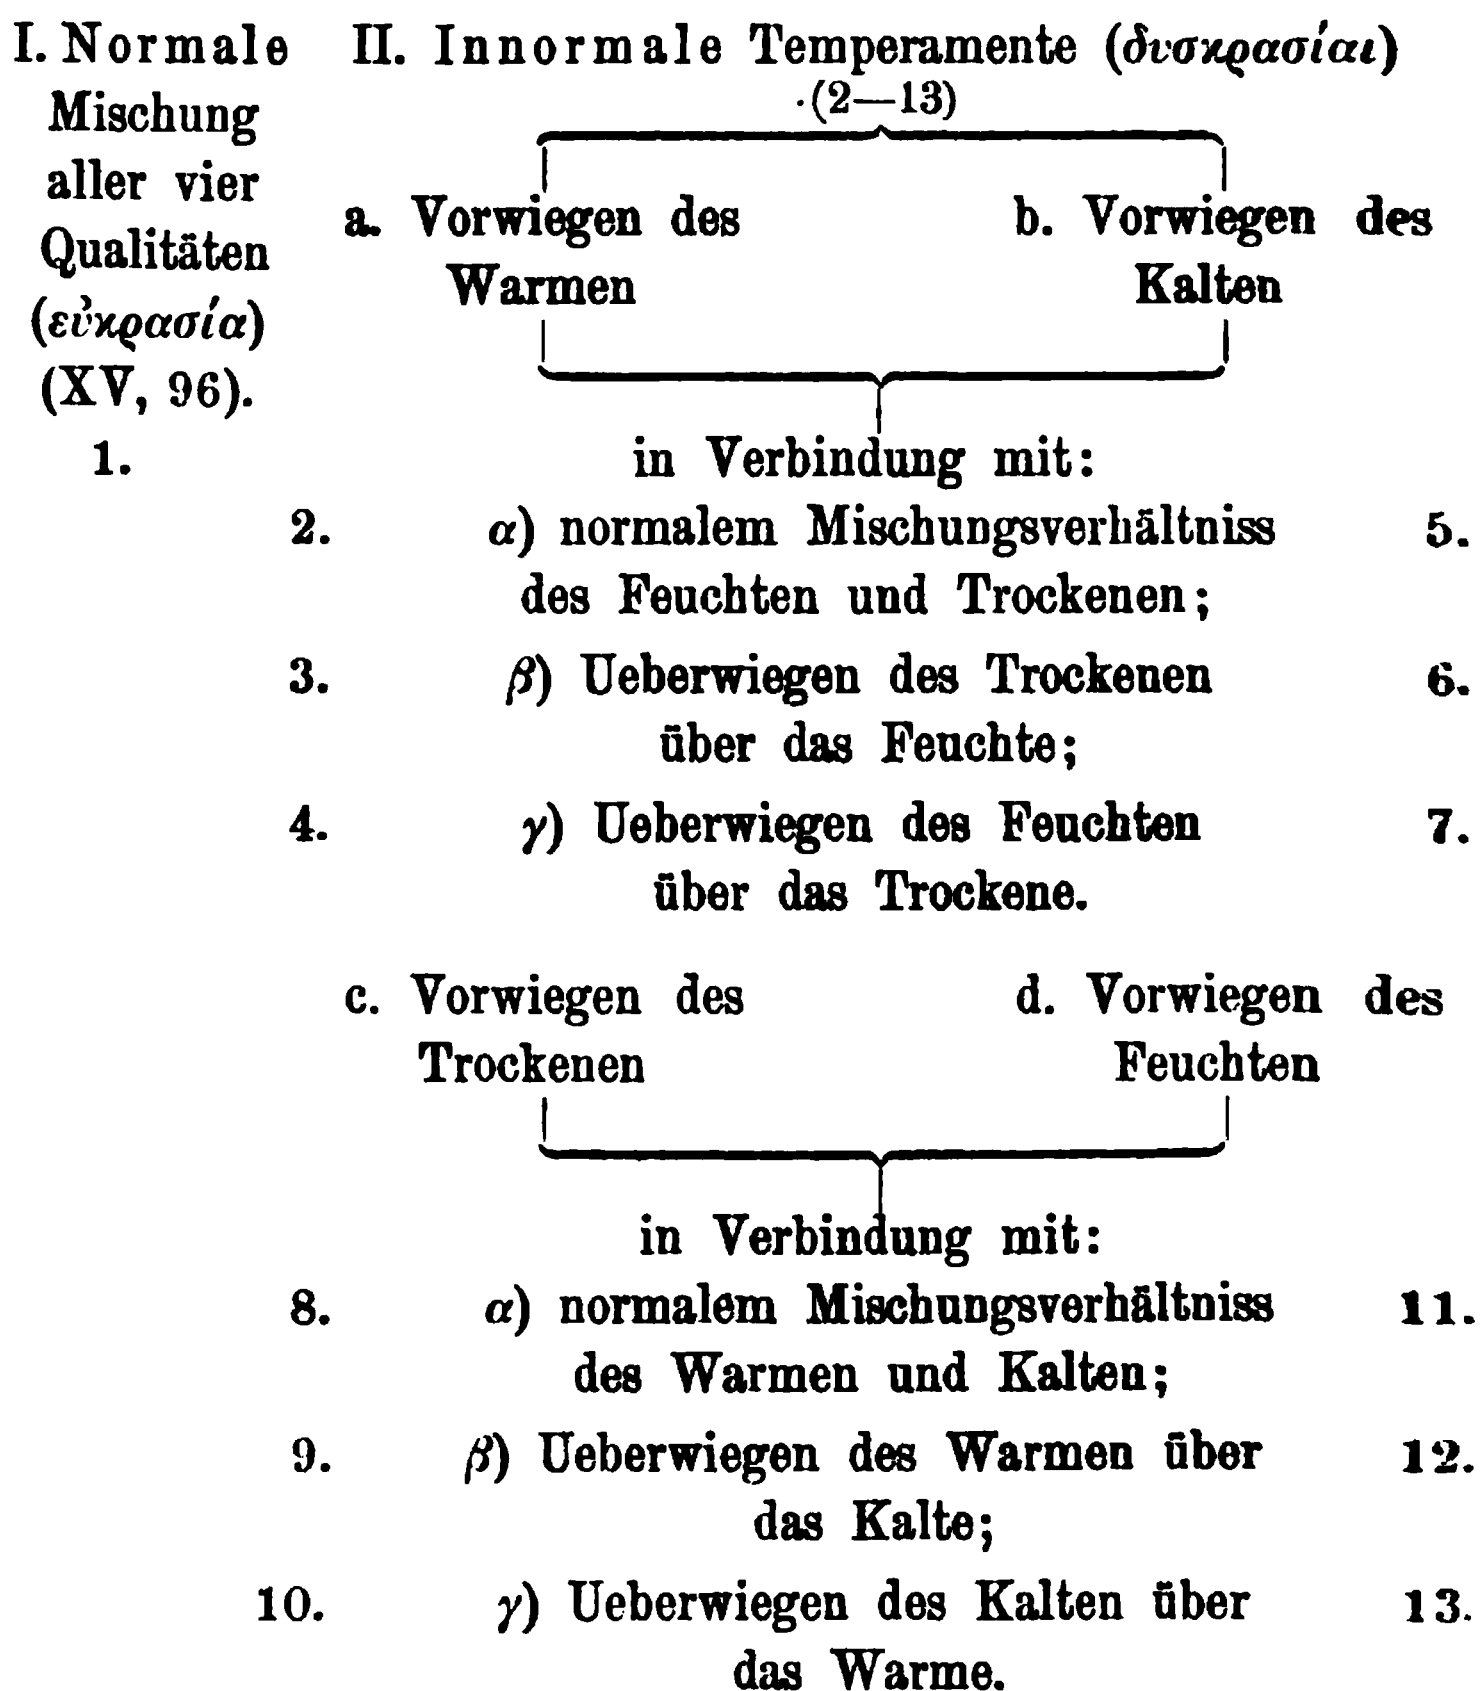 I. Normale
Mischung
aller vier
Qualitäten
(εὐκρασία)
(XV, 96).
1.
II. Innormale Temperamente (δυσκρασίαι)
(2—13)
a. Vorwiegen des
Warmen
b. Vorwiegen des
Kalten
in Verbindung mit:
2. α) normalem Mischungsverhältniss 5.
des Feuchten und Trockenen;
3. β) Ueberwiegen des Trockenen 6.
über das Feuchte;
4. γ) Ueberwiegen des Feuchten 7.
über das Trockene.
c. Vorwiegen des
Trockenen
d. Vorwiegen des
Feuchten
in Verbindung mit:
8. α) normalem Mischungsverhältniss 11.
des Warmen und Kalten;
9. β) Ueberwiegen des Warmen über 12.
das Kalte;
10. γ) Ueberwiegen des Kalten über 13.
das Warme.